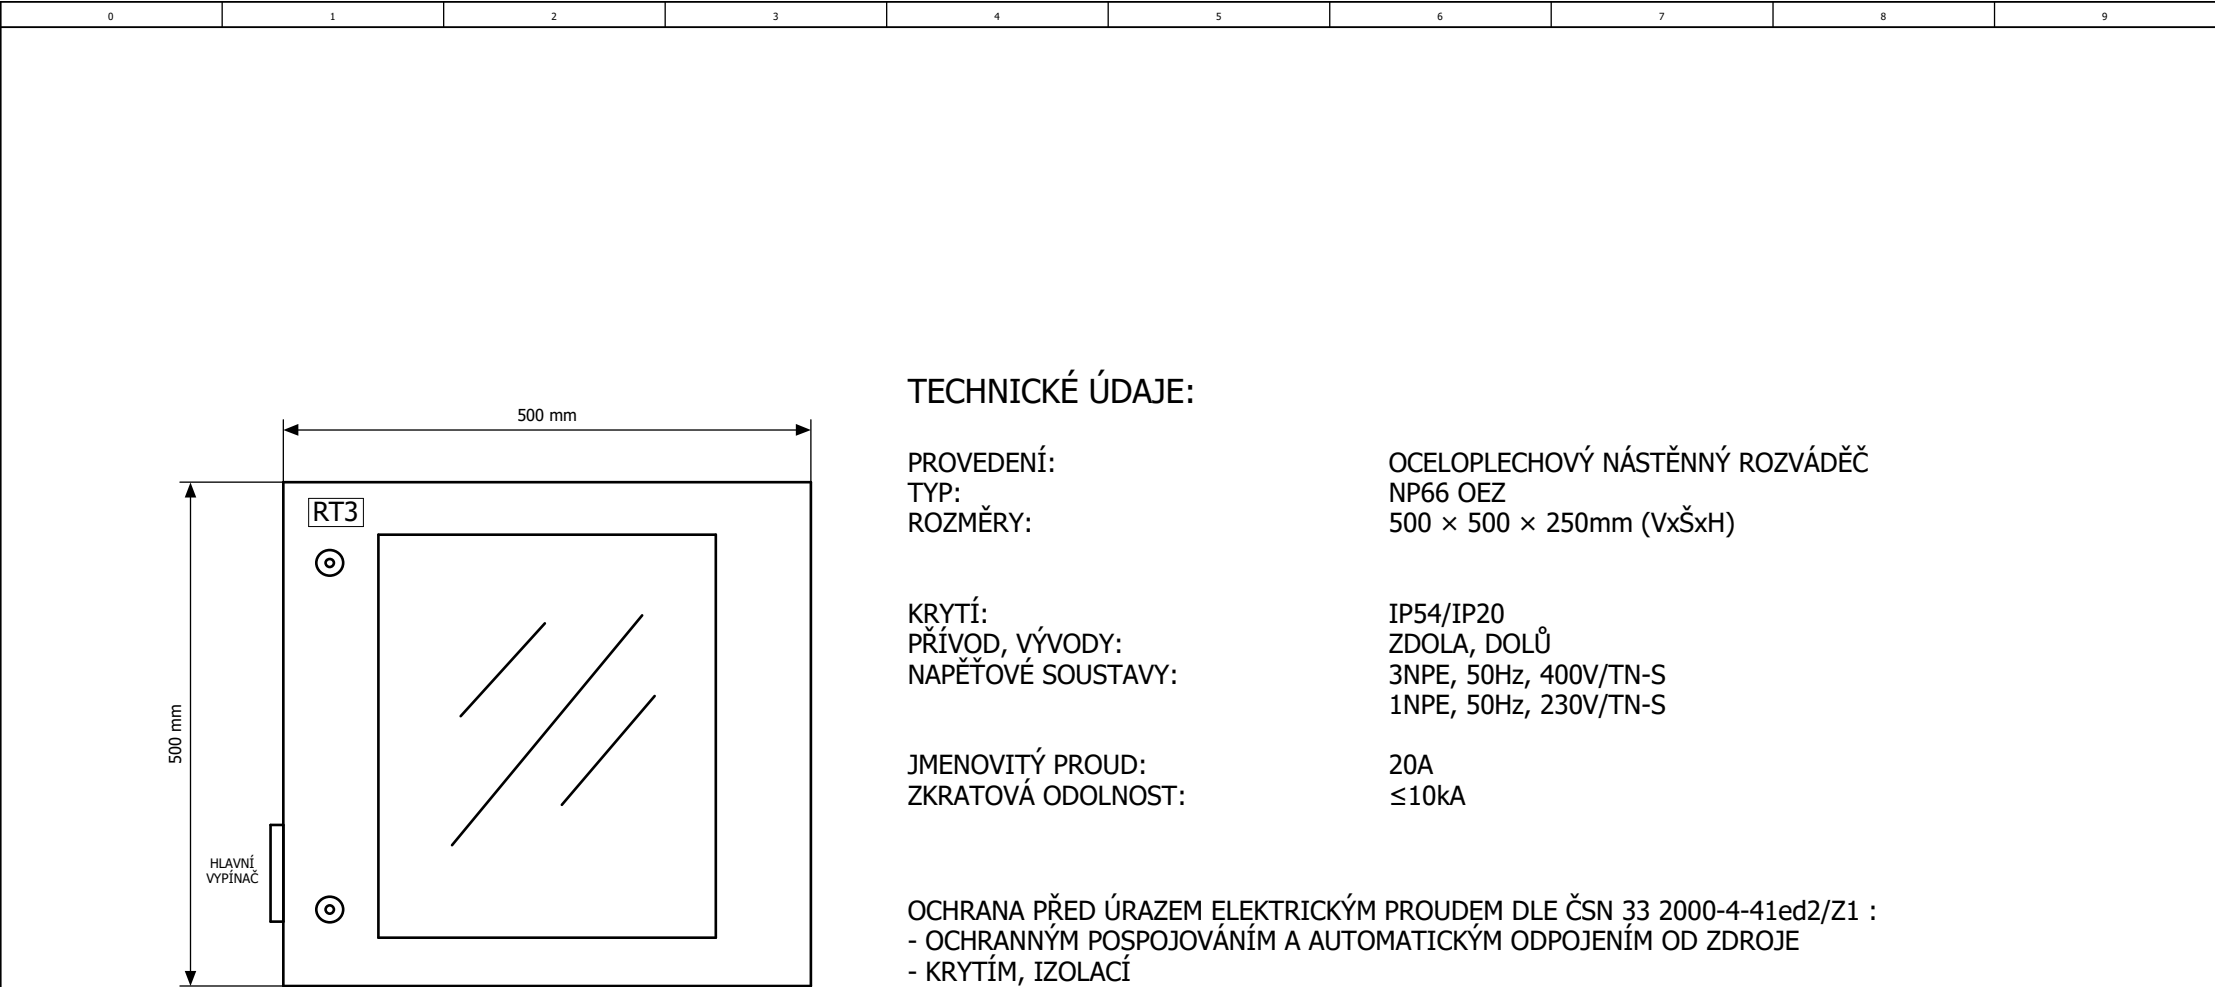 0 1 2 3 4 5 6 7 8 9
TECHNICKÉ ÚDAJE:
500 mm
PROVEDENÍ: OCELOPLECHOVÝ NÁSTĚNNÝ ROZVÁDĚČ
TYP: NP66 OEZ
ROZMĚRY: 500 × 500 × 250mm (VxŠxH)
RT3
KRYTÍ: IP54/IP20
PŘÍVOD, VÝVODY: ZDOLA, DOLŮ
NAPĚŤOVÉ SOUSTAVY: 3NPE, 50Hz, 400V/TN-S
1NPE, 50Hz, 230V/TN-S
500 mm
JMENOVITÝ PROUD: 20A
ZKRATOVÁ ODOLNOST: ≤10kA
HLAVNÍ
VYPÍNAČ
OCHRANA PŘED ÚRAZEM ELEKTRICKÝM PROUDEM DLE ČSN 33 2000-4-41ed2/Z1 :
- OCHRANNÝM POSPOJOVÁNÍM A AUTOMATICKÝM ODPOJENÍM OD ZDROJE
- KRYTÍM, IZOLACÍ